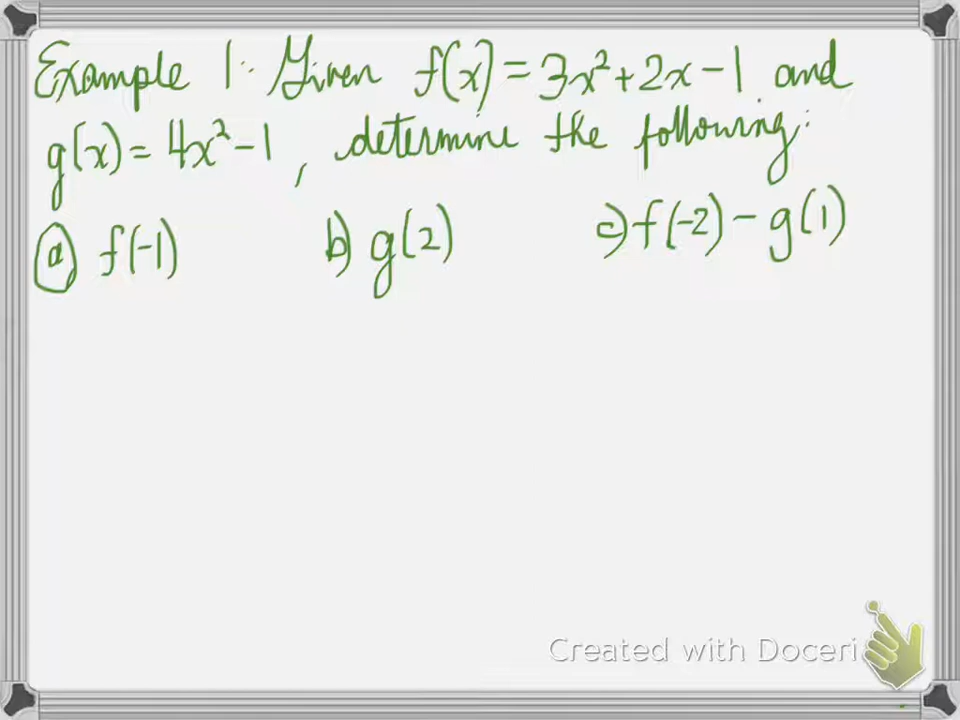 Example 1: Given f(x) = 3x² + 2x - 1 and
g(x) = 4x² - 1, determine the following:
a) f(-1) b) g(2) c) f(-2) - g(1)
Created with Doceri